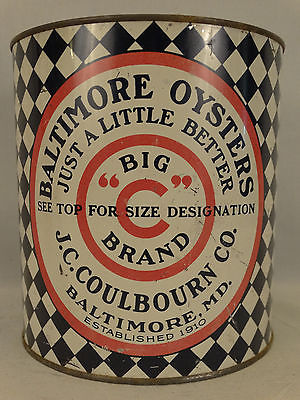 BALTIMORE OYSTERS
JUST A LITTLE BETTER
BIG
"C"
SEE TOP FOR SIZE DESIGNATION
BRAND
J.C. COULBOURN CO.
BALTIMORE, MD.
ESTABLISHED 1910